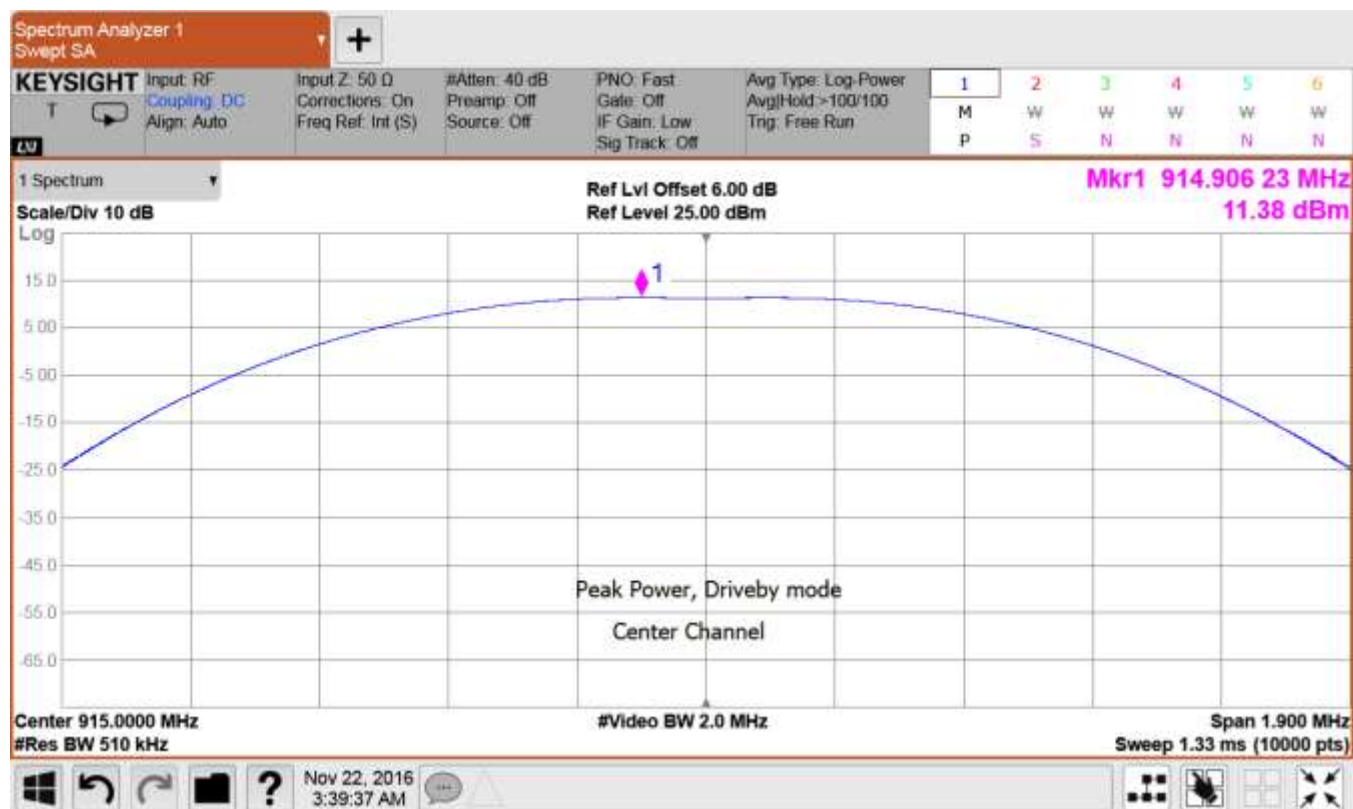 Spectrum Analyzer 1
Swept SA
+
KEYSIGHT
T
LXI
Input: RF
Coupling: DC
Align: Auto
Input Z: 50 Ω
Corrections: On
Freq Ref: Int (S)
#Atten: 40 dB
Preamp: Off
Source: Off
PNO: Fast
Gate: Off
IF Gain: Low
Sig Track: Off
Avg Type: Log-Power
Avg|Hold:>100/100
Trig: Free Run
1 2 3 4 5 6
M W W W W W
P S N N N N
1 Spectrum
Scale/Div 10 dB
Ref Lvl Offset 6.00 dB
Ref Level 25.00 dBm
Mkr1 914.906 23 MHz
11.38 dBm
Log
1
15.0
5.00
-5.00
-15.0
-25.0
-35.0
-45.0
-55.0
-65.0
Peak Power, Driveby mode
Center Channel
Center 915.0000 MHz
#Res BW 510 kHz
#Video BW 2.0 MHz
Span 1.900 MHz
Sweep 1.33 ms (10000 pts)
?
Nov 22, 2016
3:39:37 AM